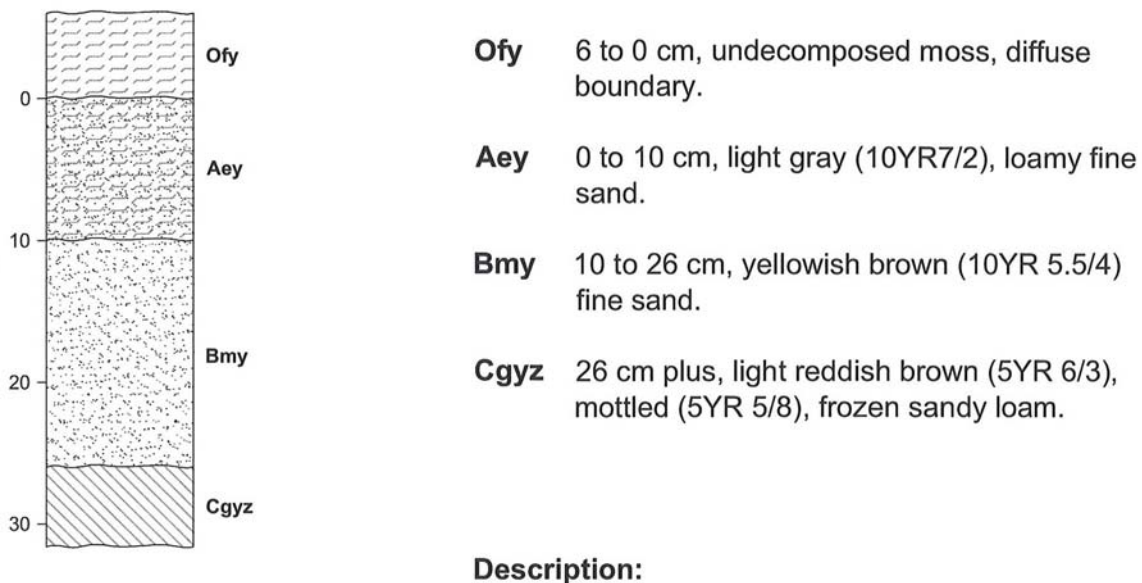 Ofy
0
Aey
10
Bmy
20
Cgyz
30
Ofy 6 to 0 cm, undecomposed moss, diffuse
boundary.
Aey 0 to 10 cm, light gray (10YR7/2), loamy fine
sand.
Bmy 10 to 26 cm, yellowish brown (10YR 5.5/4)
fine sand.
Cgyz 26 cm plus, light reddish brown (5YR 6/3),
mottled (5YR 5/8), frozen sandy loam.
Description: